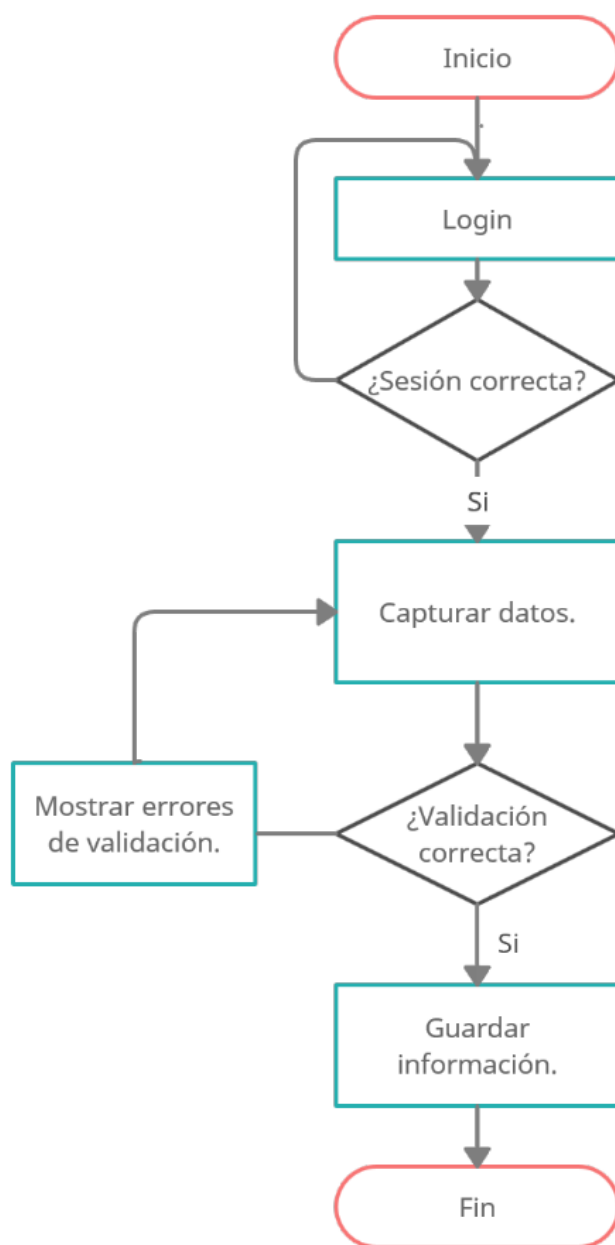 Inicio
Login
¿Sesión correcta?
Si
Capturar datos.
Mostrar errores
de validación.
¿Validación
correcta?
Si
Guardar
información.
Fin